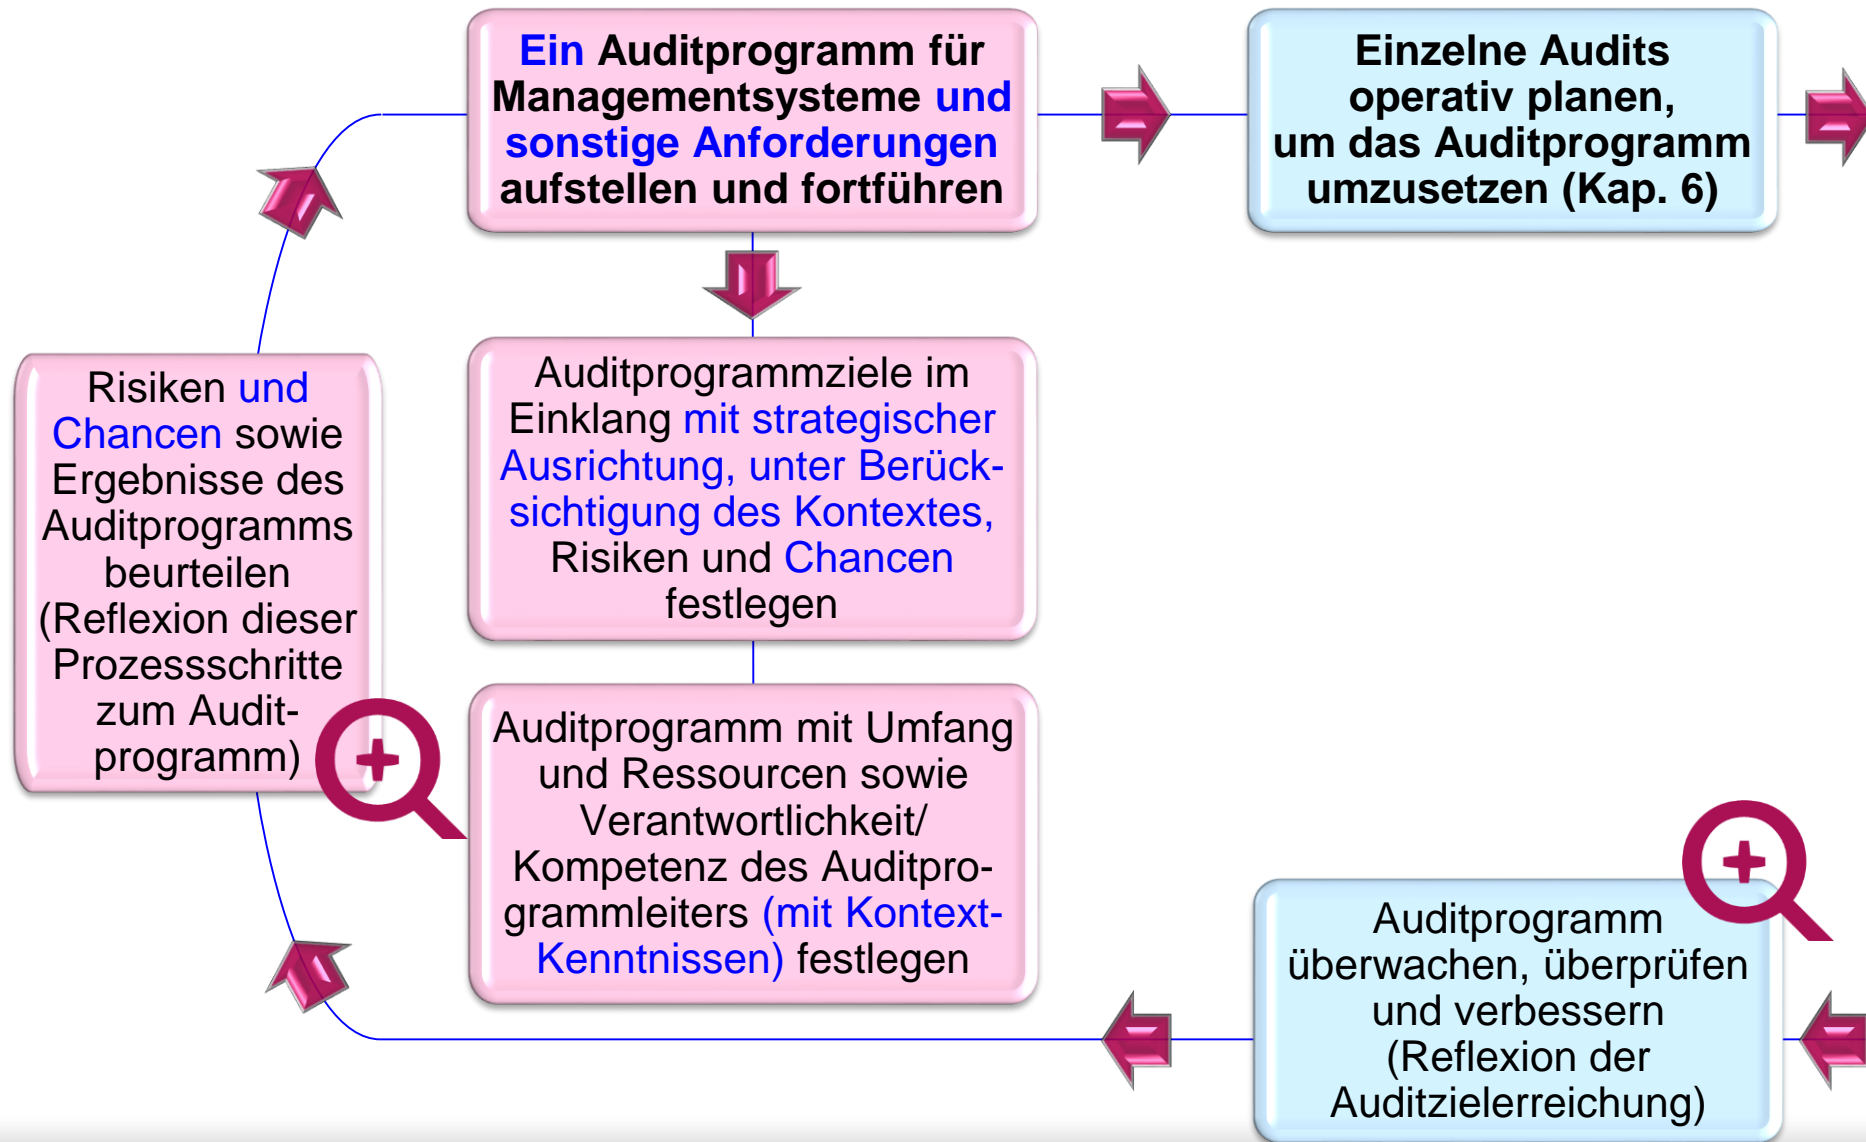 Ein Auditprogramm für
Managementsysteme und
sonstige Anforderungen
aufstellen und fortführen
Einzelne Audits
operativ planen,
um das Auditprogramm
umzusetzen (Kap. 6)
Risiken und
Chancen sowie
Ergebnisse des
Auditprogramms
beurteilen
(Reflexion dieser
Prozessschritte
zum Audit-
programm)
Auditprogrammziele im
Einklang mit strategischer
Ausrichtung, unter Berück-
sichtigung des Kontextes,
Risiken und Chancen
festlegen
Auditprogramm mit Umfang
und Ressourcen sowie
Verantwortlichkeit/
Kompetenz des Auditpro-
grammleiters (mit Kontext-
Kenntnissen) festlegen
Auditprogramm
überwachen, überprüfen
und verbessern
(Reflexion der
Auditzielerreichung)